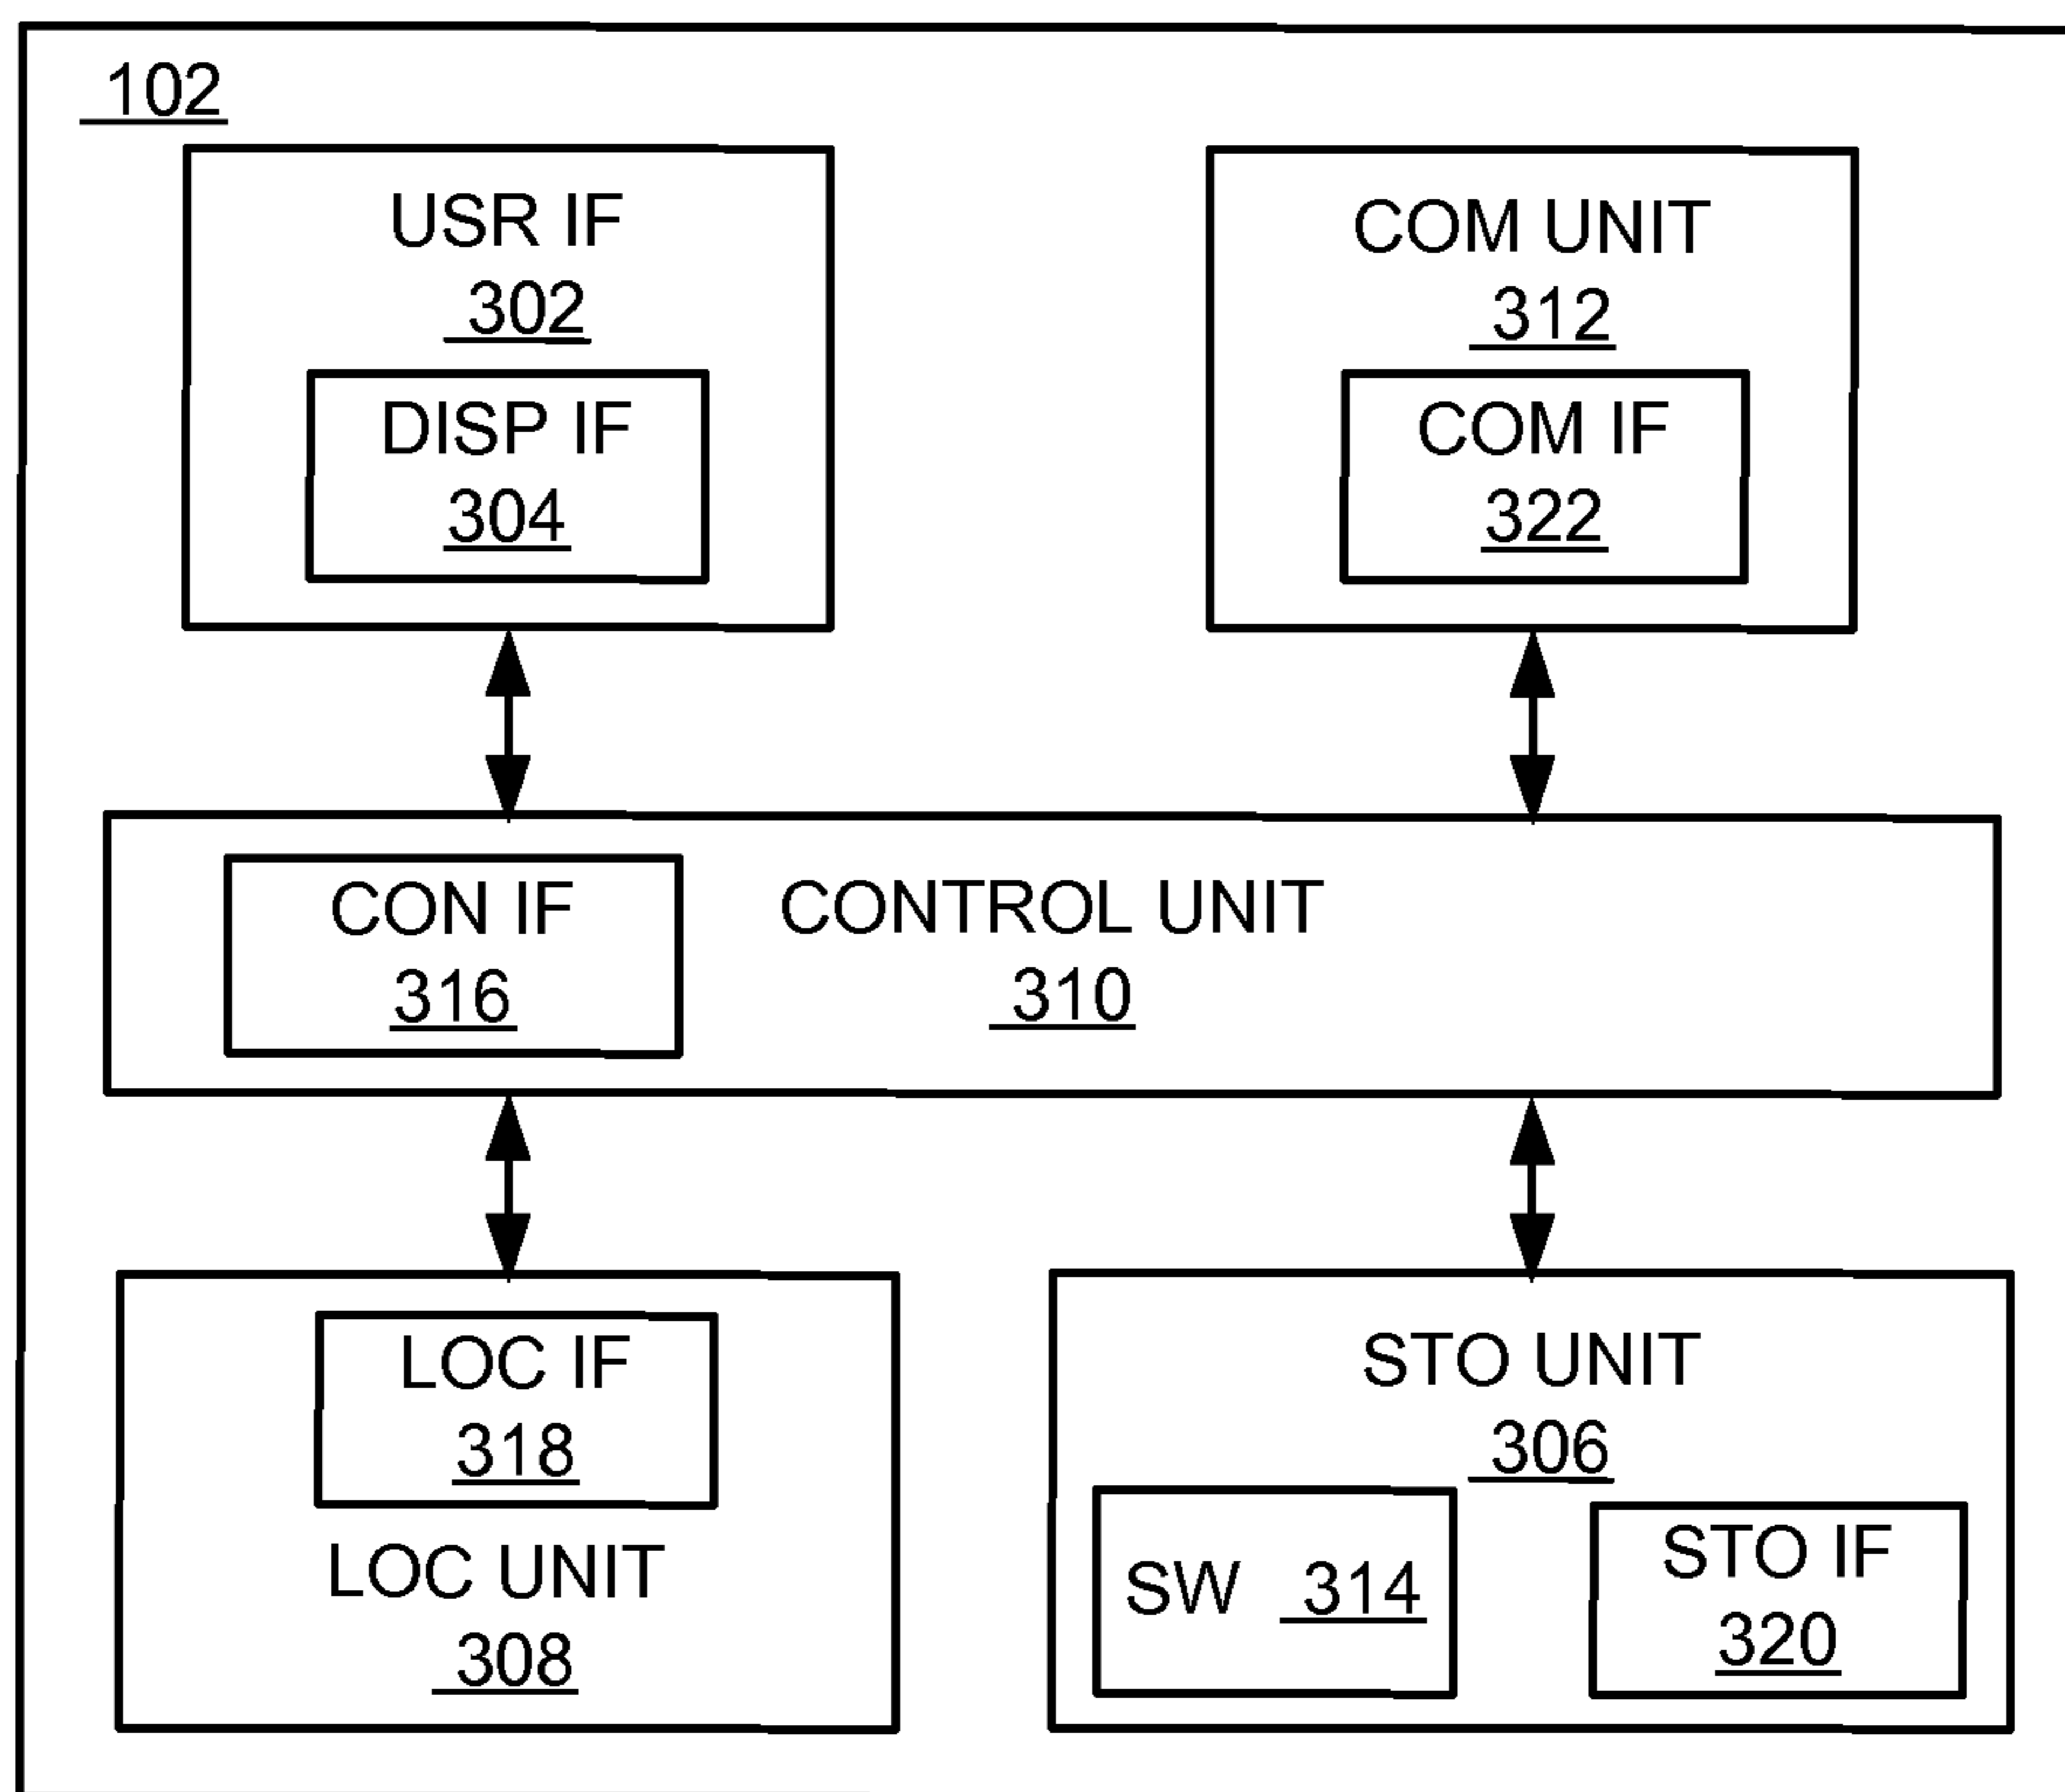 102
USR IF
302
DISP IF
304
COM UNIT
312
COM IF
322
CON IF
316
CONTROL UNIT
310
LOC IF
318
LOC UNIT
308
STO UNIT
306
SW 314
STO IF
320